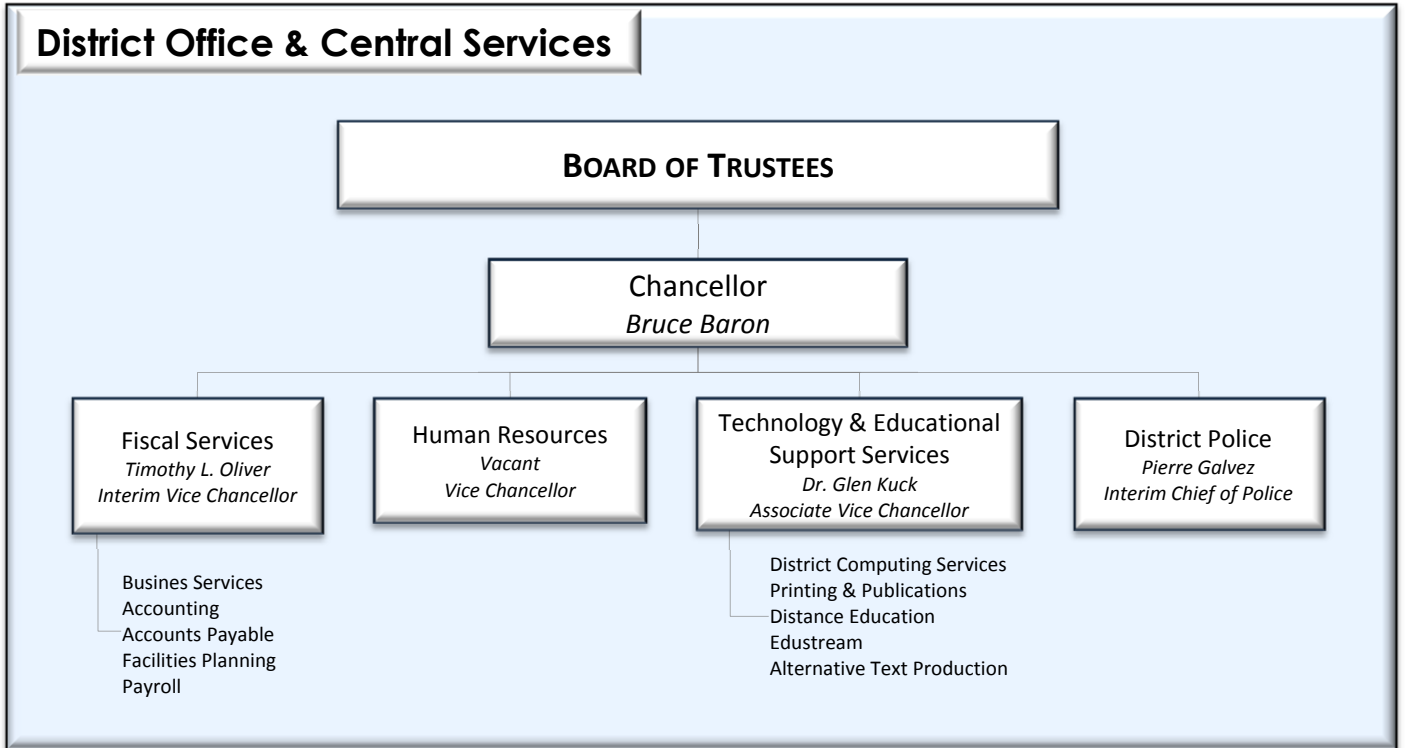 District Office & Central Services
BOARD OF TRUSTEES
Chancellor
Bruce Baron
Fiscal Services
Timothy L. Oliver
Interim Vice Chancellor
Human Resources
Vacant
Vice Chancellor
Technology & Educational
Support Services
Dr. Glen Kuck
Associate Vice Chancellor
District Police
Pierre Galvez
Interim Chief of Police
Busines Services
Accounting
Accounts Payable
Facilities Planning
Payroll
District Computing Services
Printing & Publications
Distance Education
Edustream
Alternative Text Production